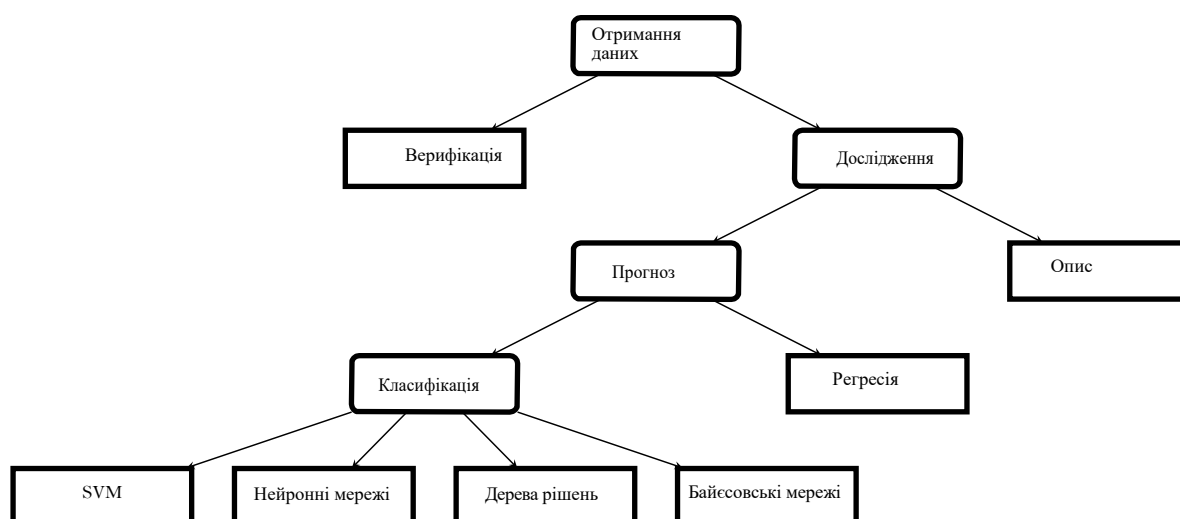 Отримання
даних
Верифікація
Дослідження
Прогноз
Опис
Класифікація
Регресія
SVM
Нейронні мережі
Дерева рішень
Байєсовські мережі